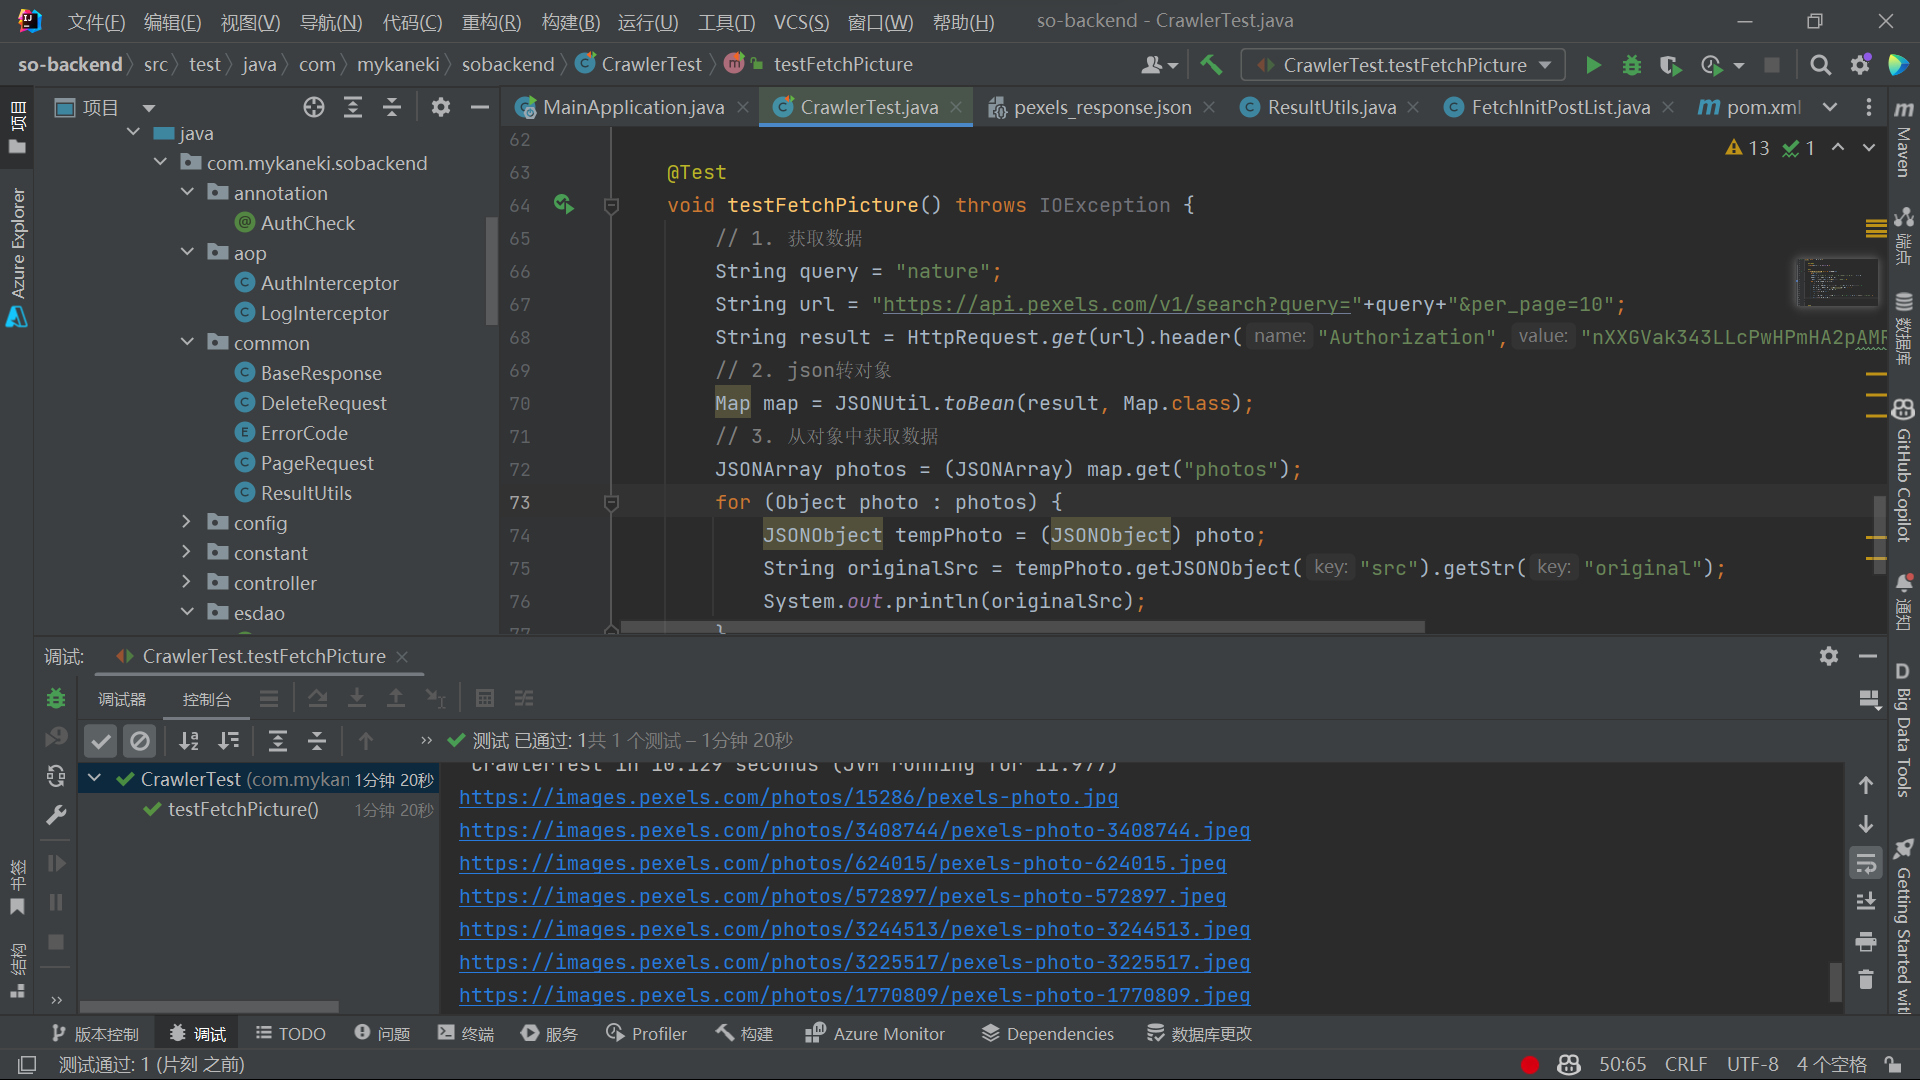 文件(F) 编辑(E) 视图(V) 导航(N) 代码(C) 重构(R) 构建(B) 运行(U) 工具(T) VCS(S) 窗口(W) 帮助(H) so-backend - CrawlerTest.java
so-backend src test java com mykaneki sobackend CrawlerTest testFetchPicture CrawlerTest.testFetchPicture
项目
MainApplication.java CrawlerTest.java pexels_response.json ResultUtils.java FetchInitPostList.java pom.xml
java
com.mykaneki.sobackend
annotation
AuthCheck
aop
AuthInterceptor
LogInterceptor
common
BaseResponse
DeleteRequest
ErrorCode
PageRequest
ResultUtils
config
constant
controller
esdao
13 1
62
63 @Test
64 void testFetchPicture() throws IOException {
65 // 1. 获取数据
66 String query = "nature";
67 String url = "https://api.pexels.com/v1/search?query="+query+"&per_page=10";
68 String result = HttpRequest.get(url).header( name: "Authorization", value: "nXXGVak343LLcPwHPmHA2pAMR
69 // 2. json转对象
70 Map map = JSONUtil.toBean(result, Map.class);
71 // 3. 从对象中获取数据
72 JSONArray photos = (JSONArray) map.get("photos");
73 for (Object photo : photos) {
74 JSONObject tempPhoto = (JSONObject) photo;
75 String originalSrc = tempPhoto.getJSONObject( key: "src").getStr( key: "original");
76 System.out.println(originalSrc);
77 }
调试: CrawlerTest.testFetchPicture
调试器 控制台
测试 已通过: 1共 1 个测试 – 1分钟 20秒
CrawlerTest (com.mykan 1分钟 20秒
testFetchPicture() 1分钟 20秒
CrawlerTest in 10.129 seconds (JVM running for 11.977)
https://images.pexels.com/photos/15286/pexels-photo.jpg
https://images.pexels.com/photos/3408744/pexels-photo-3408744.jpeg
https://images.pexels.com/photos/624015/pexels-photo-624015.jpeg
https://images.pexels.com/photos/572897/pexels-photo-572897.jpeg
https://images.pexels.com/photos/3244513/pexels-photo-3244513.jpeg
https://images.pexels.com/photos/3225517/pexels-photo-3225517.jpeg
https://images.pexels.com/photos/1770809/pexels-photo-1770809.jpeg
项目
Azure Explorer
书签
结构
Maven
端点
数据库
GitHub Copilot
通知
Big Data Tools
Getting Started wit
版本控制 调试 TODO 问题 终端 服务 Profiler 构建 Azure Monitor Dependencies 数据库更改
测试通过: 1 (片刻 之前) 50:65 CRLF UTF-8 4 个空格